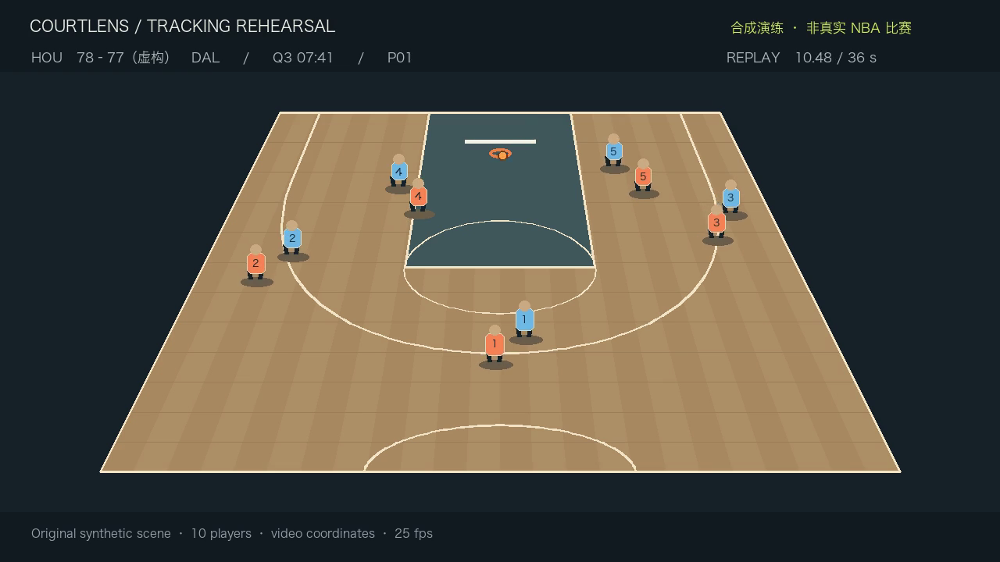 COURTLENS / TRACKING REHEARSAL
合成演练 · 非真实 NBA 比赛
HOU 78 - 77（虚构） DAL / Q3 07:41 / P01
REPLAY 10.48 / 36 s
5
4
5
3
4
3
2
2
1
1
Original synthetic scene · 10 players · video coordinates · 25 fps